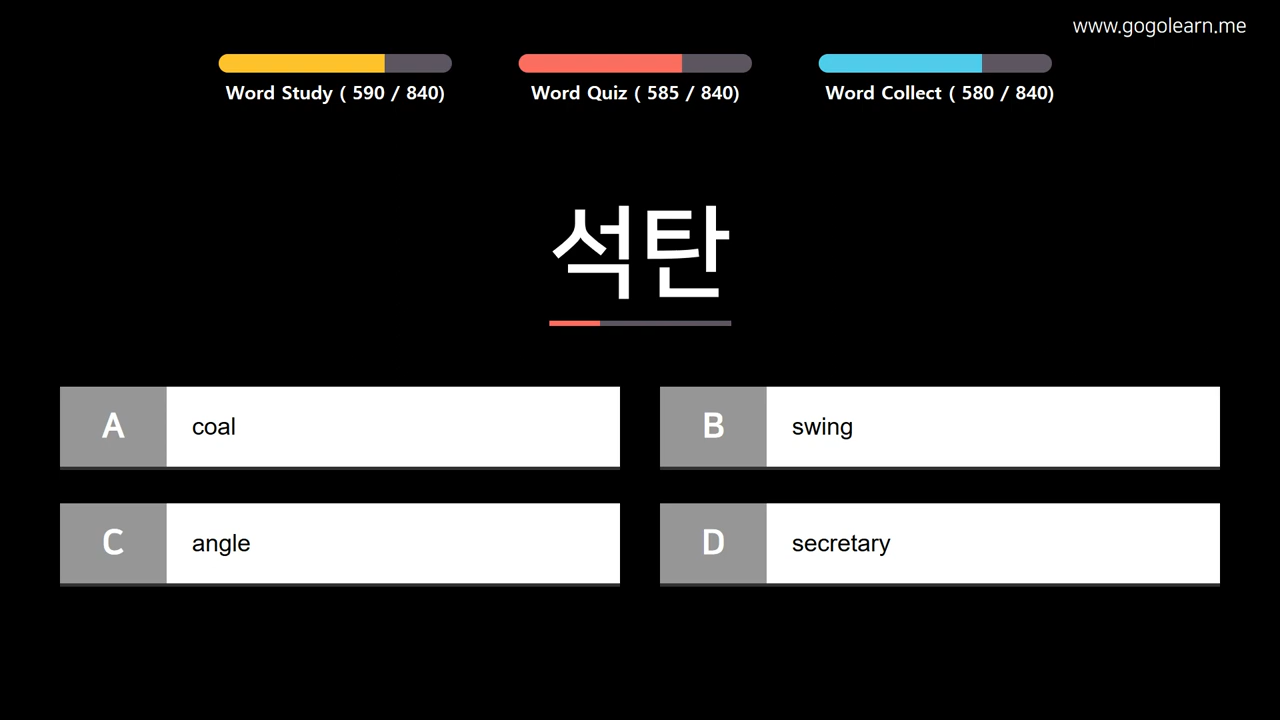 www.gogolearn.me
Word Study ( 590 / 840)
Word Quiz ( 585 / 840)
Word Collect ( 580 / 840)
석탄
A coal
B swing
C angle
D secretary